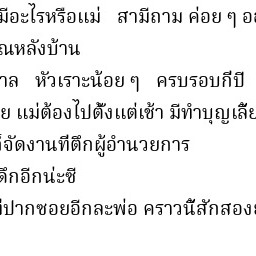 มีอะไรหรือแม่ สามีถาม ค่อย ๆ
ณหลังบ้าน
าล หัวเราะน้อย ๆ ครบรอบกี่ปี
ย แม่ต้องไปตั้งแต่เช้า มีทำบุญเลี้ย
จัดงานที่ตึกผู้อำนวยการ
ดึกอีกน่ะซี
ปากซอยอีกละพ่อ คราวนี้สักสอง